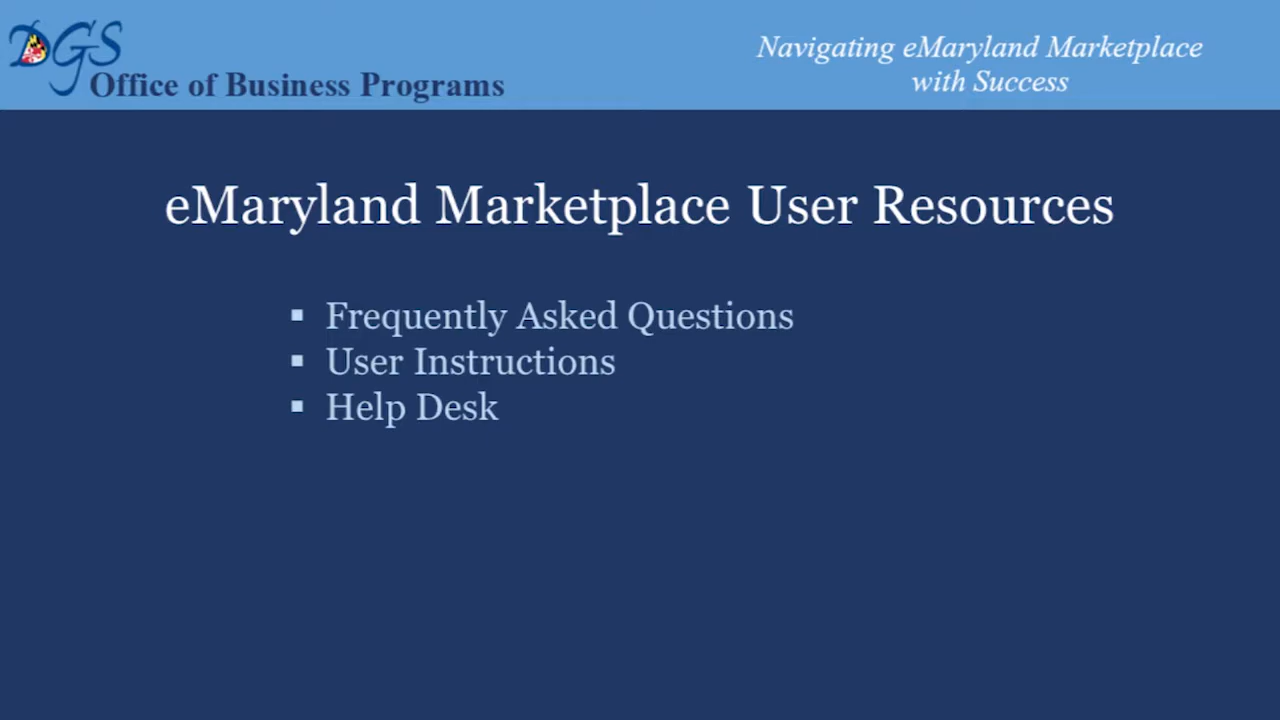 DGS
Office of Business Programs
Navigating eMaryland Marketplace
with Success
eMaryland Marketplace User Resources
▪ Frequently Asked Questions
▪ User Instructions
▪ Help Desk